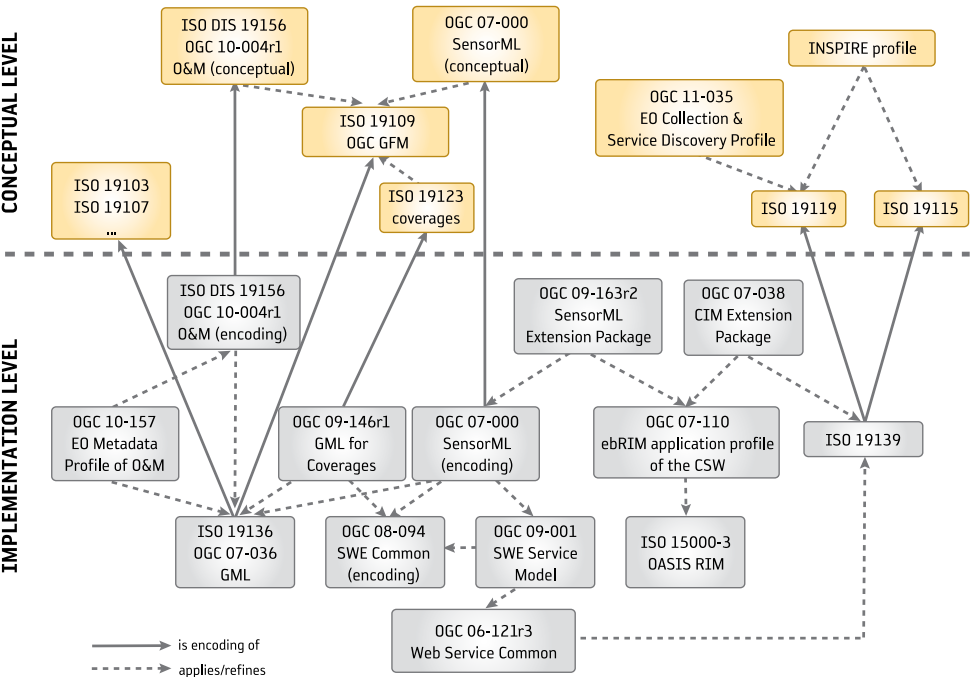 CONCEPTUAL LEVEL
ISO DIS 19156
OGC 10-004r1
O&M (conceptual)
OGC 07-000
SensorML
(conceptual)
INSPIRE profile
ISO 19109
OGC GFM
OGC 11-035
EO Collection &
Service Discovery Profile
ISO 19103
ISO 19107
...
ISO 19123
coverages
ISO 19119
ISO 19115
IMPLEMENTATION LEVEL
ISO DIS 19156
OGC 10-004r1
O&M (encoding)
OGC 09-163r2
SensorML
Extension Package
OGC 07-038
CIM Extension
Package
OGC 10-157
EO Metadata
Profile of O&M
OGC 09-146r1
GML for
Coverages
OGC 07-000
SensorML
(encoding)
OGC 07-110
ebRIM application profile
of the CSW
ISO 19139
ISO 19136
OGC 07-036
GML
OGC 08-094
SWE Common
(encoding)
OGC 09-001
SWE Service
Model
ISO 15000-3
OASIS RIM
OGC 06-121r3
Web Service Common
is encoding of
applies/refines